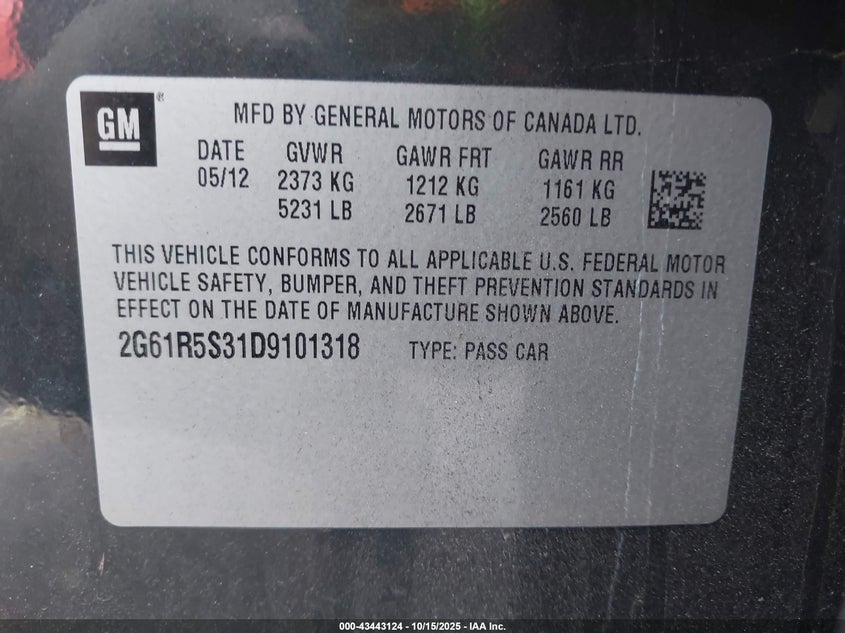 GM ®
MFD BY GENERAL MOTORS OF CANADA LTD.
DATE GVWR GAWR FRT GAWR RR
05/12 2373 KG 1212 KG 1161 KG
5231 LB 2671 LB 2560 LB
THIS VEHICLE CONFORMS TO ALL APPLICABLE U.S. FEDERAL MOTOR
VEHICLE SAFETY, BUMPER, AND THEFT PREVENTION STANDARDS IN
EFFECT ON THE DATE OF MANUFACTURE SHOWN ABOVE.
2G61R5S31D9101318 TYPE: PASS CAR
000-43443124 - 10/15/2025 - IAA Inc.